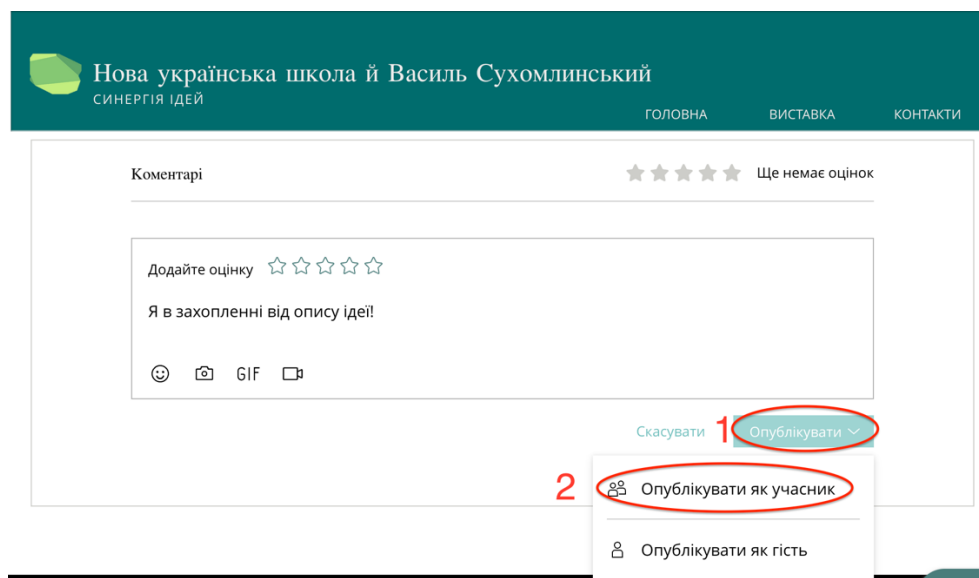 Нова українська школа й Василь Сухомлинський
СИНЕРГІЯ ІДЕЙ
ГОЛОВНА ВИСТАВКА КОНТАКТИ
Коментарі Ще немає оцінок
Додайте оцінку
Я в захопленні від опису ідеї!
GIF
Скасувати 1 Опублікувати
2 Опублікувати як учасник
Опублікувати як гість